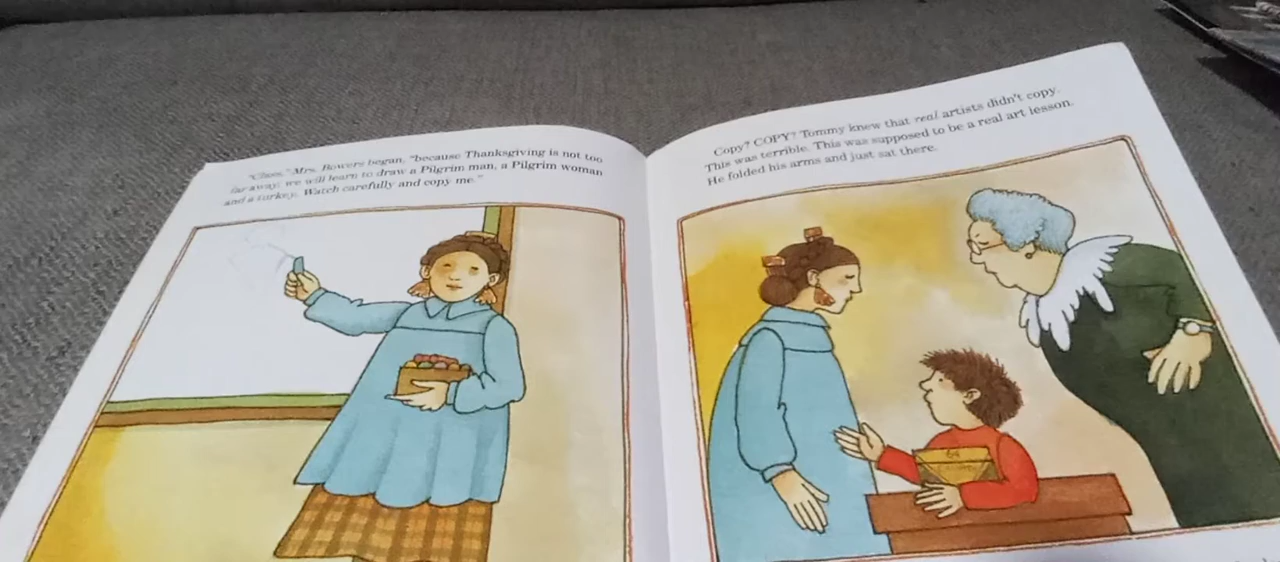 "Class," Mrs. Bowers began, "because Thanksgiving is not too
far away, we will learn to draw a Pilgrim man, a Pilgrim woman
and a turkey. Watch carefully and copy me."
Copy? COPY? Tommy knew that real artists didn't copy.
This was terrible. This was supposed to be a real art lesson.
He folded his arms and just sat there.
64